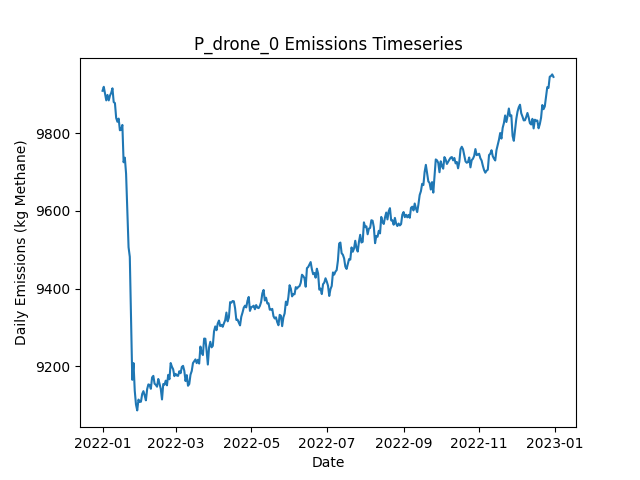 P_drone_0 Emissions Timeseries
Daily Emissions (kg Methane)
9800
9600
9400
9200
2022-01 2022-03 2022-05 2022-07 2022-09 2022-11 2023-01
Date